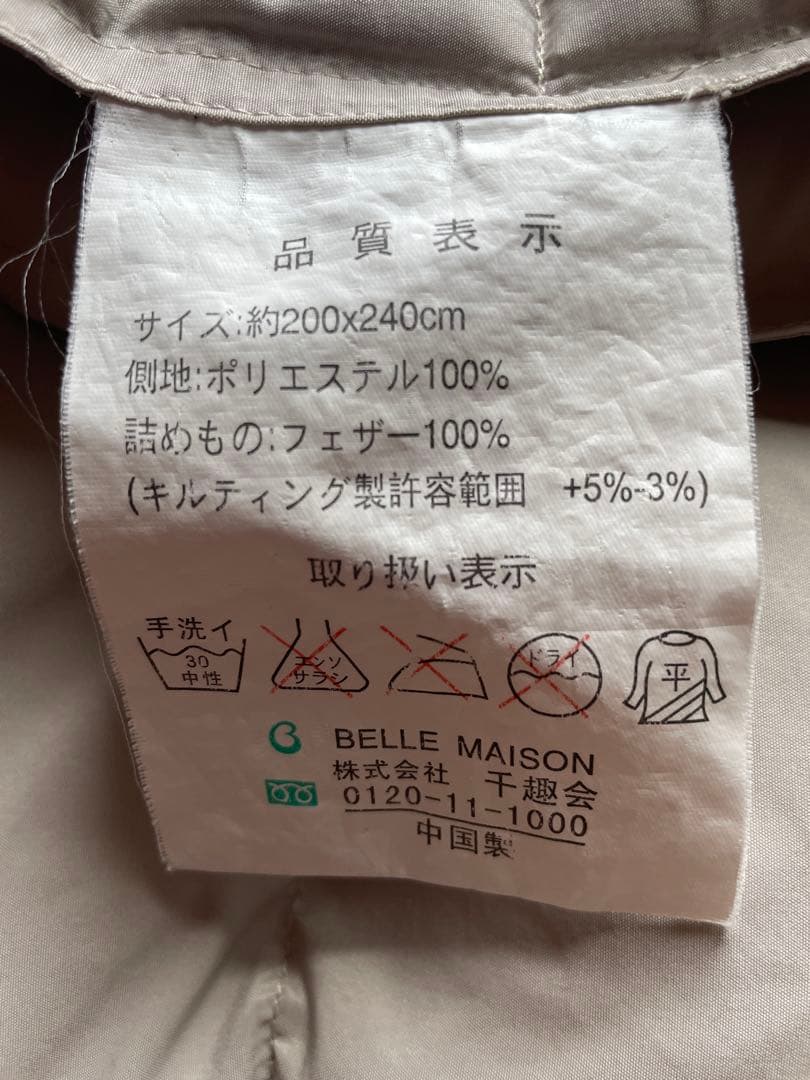 品質表示
サイズ:約200x240cm
側地:ポリエステル100%
詰めもの:フェザー100%
(キルティング製許容範囲 +5%-3%)
取り扱い表示
手洗イ
30
中性
エンソ
サラシ
ドライ
平
BELLE MAISON
株式会社 千趣会
0120-11-1000
中国製